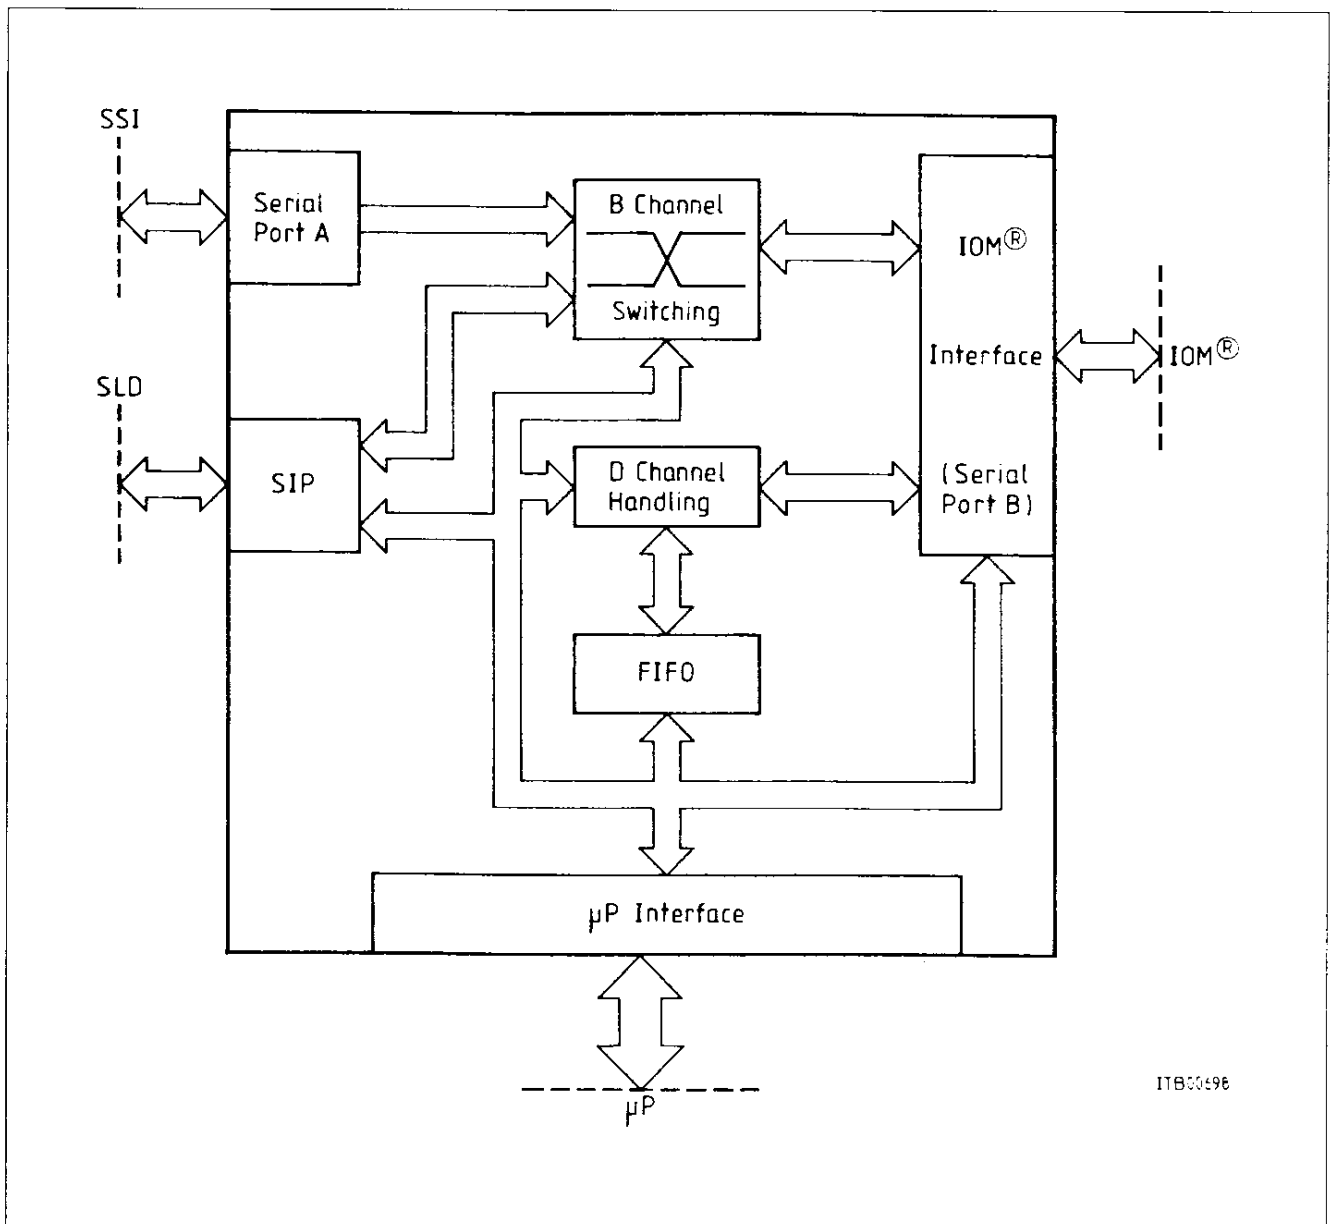 SSI
Serial
Port A
B Channel
Switching
IOM®
Interface
(Serial
Port B)
IOM®
SLD
SIP
D Channel
Handling
FIFO
µP Interface
µP